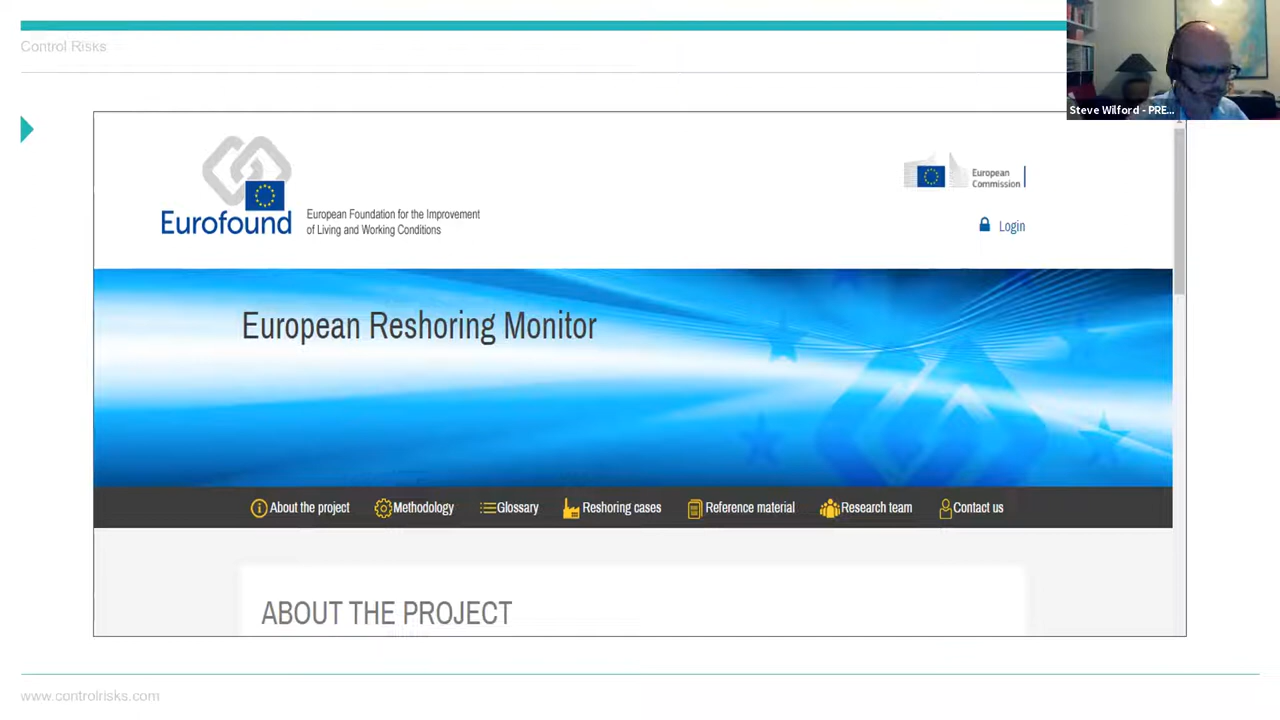 Control Risks
Steve Wilford - PRE...
Eurofound
European Foundation for the Improvement
of Living and Working Conditions
European
Commission
Login
European Reshoring Monitor
About the project
Methodology
Glossary
Reshoring cases
Reference material
Research team
Contact us
ABOUT THE PROJECT
www.controlrisks.com